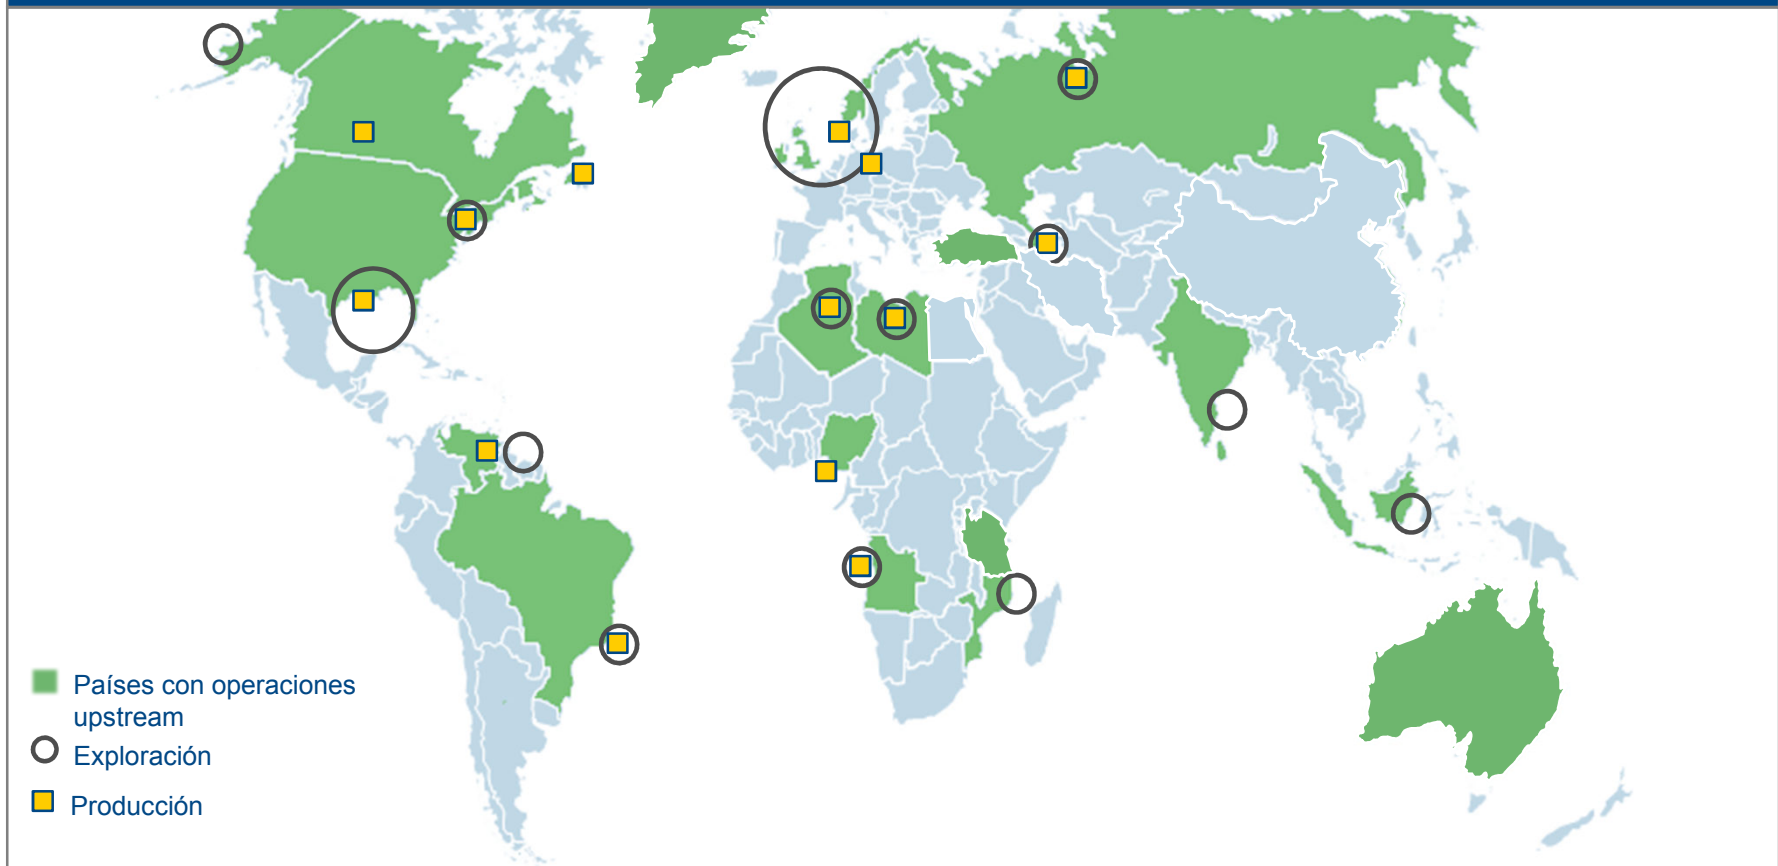 Países con operaciones
upstream
Exploración
Producción